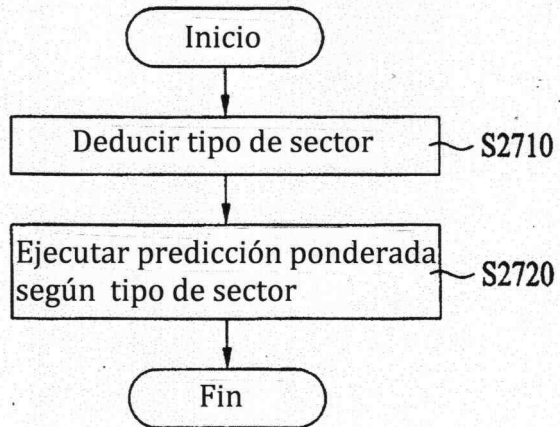 Inicio
Deducir tipo de sector
S2710
Ejecutar predicción ponderada
según tipo de sector
S2720
Fin